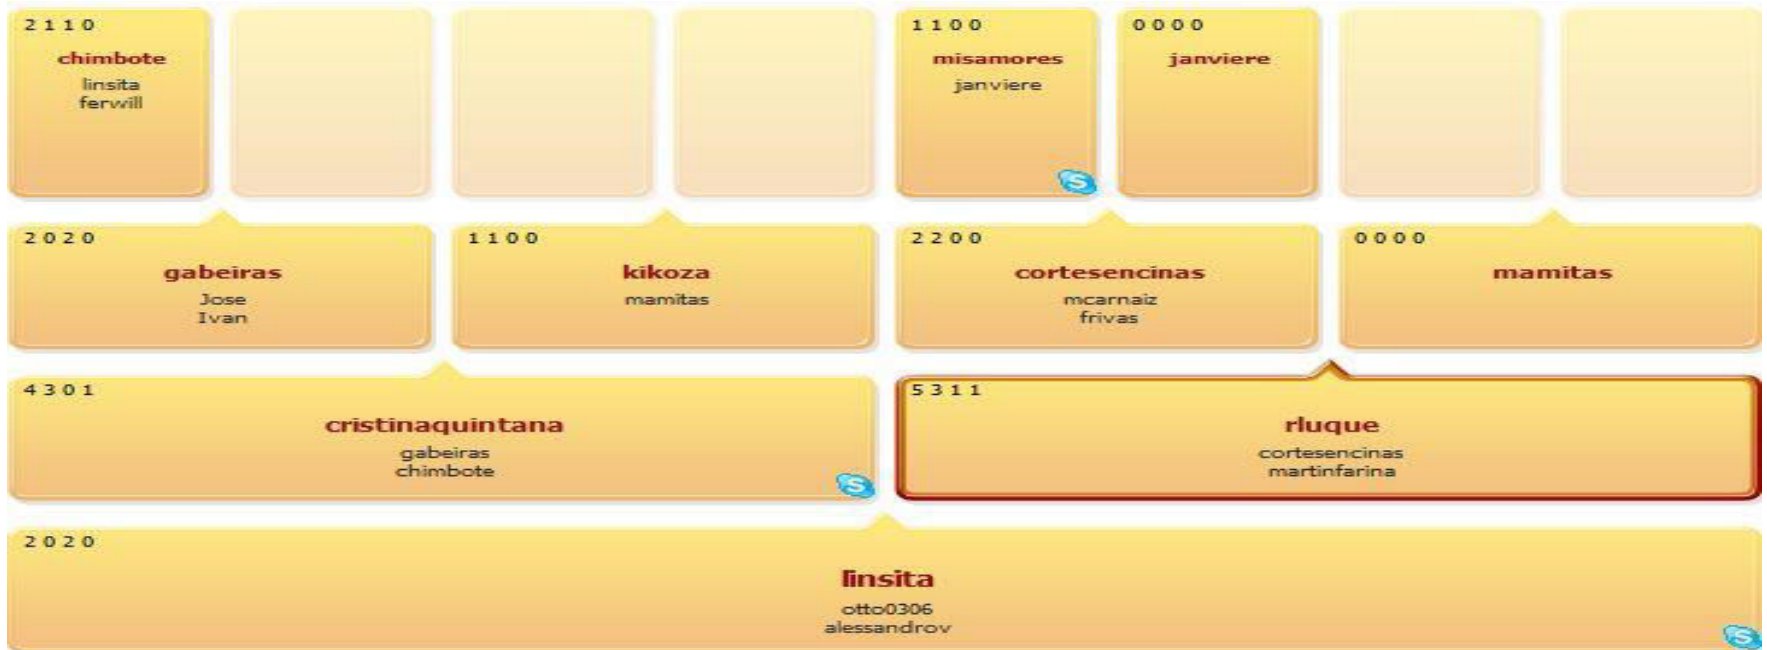 2 1 1 0
chimbote
linsita
ferwill
1 1 0 0
misamores
janviere
0 0 0 0
janviere
2 0 2 0
gabeiras
Jose
Ivan
1 1 0 0
kikoza
mamitas
2 2 0 0
cortesencinas
mcarnaiz
frivas
0 0 0 0
mamitas
4 3 0 1
cristinaquintana
gabeiras
chimbote
5 3 1 1
rluque
cortesencinas
martinfarina
2 0 2 0
linsita
otto0306
alessandrov